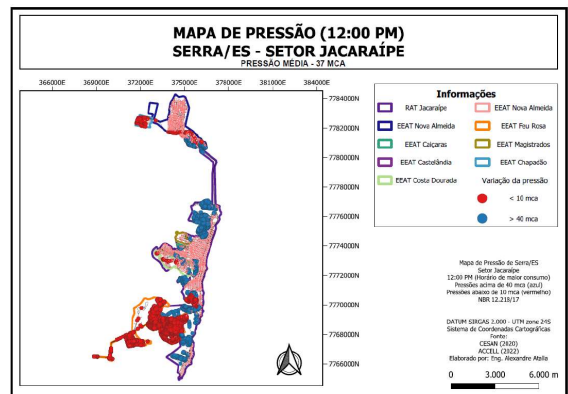 MAPA DE PRESSÃO (12:00 PM)
SERRA/ES - SETOR JACARAÍPE
PRESSÃO MÉDIA - 37 MCA
366000E 369000E 372000E 375000E 378000E 381000E 384000E
7784000N
7782000N
7780000N
7778000N
7776000N
7774000N
7772000N
7770000N
7768000N
7766000N
Informações
RAT Jacaraípe
EEAT Nova Almeida
EEAT Nova Almeida
EEAT Feu Rosa
EEAT Caiçaras
EEAT Magistrados
EEAT Castelândia
EEAT Chapadão
EEAT Costa Dourada
Variação da pressão
< 10 mca
> 40 mca
Mapa de Pressão de Serra/ES
Setor Jacaraípe
12:00 PM (Horário de maior consumo)
Pressões acima de 40 mca (azul)
Pressões abaixo de 10 mca (vermelho)
NBR 12.218/17
DATUM SIRGAS 2.000 - UTM zone 24S
Sistema de Coordenadas Cartográficas
Fonte:
CESAN (2020)
ACCELL (2022)
Elaborado por: Eng. Alexandre
0 3.000 6.000 m